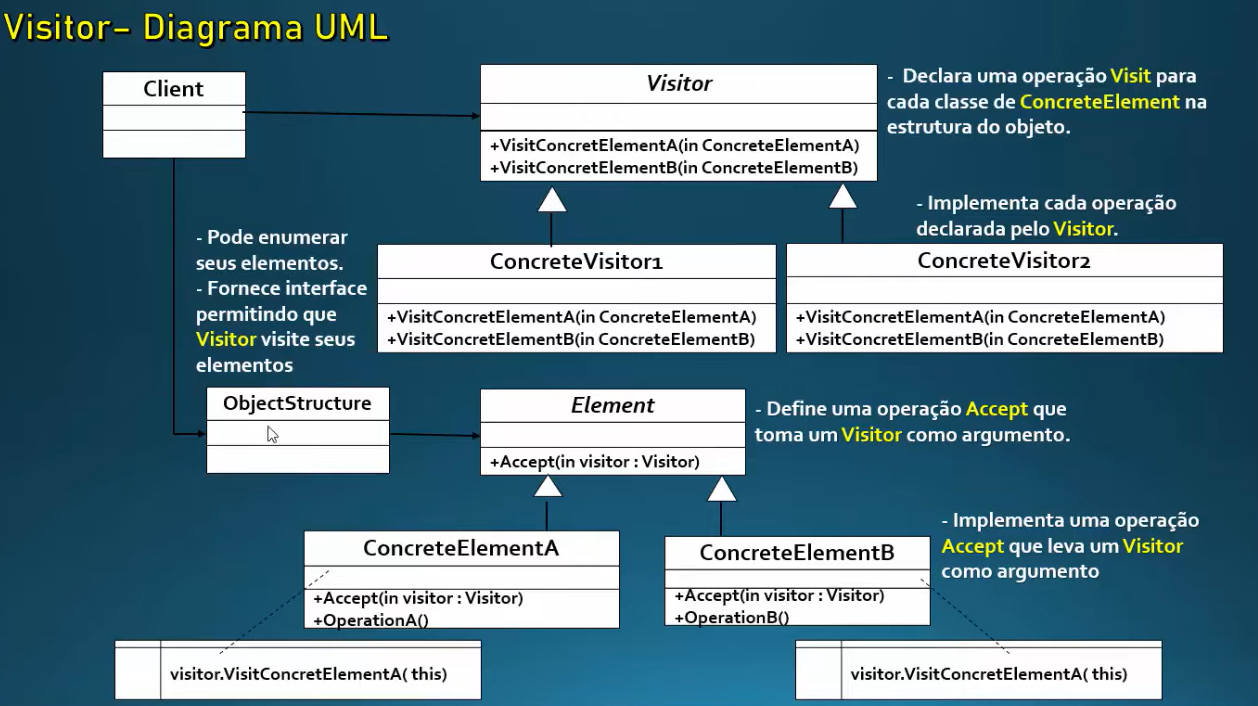 Visitor– Diagrama UML
Client
Visitor
+VisitConcretElementA(in ConcreteElementA)
+VisitConcretElementB(in ConcreteElementB)
- Declara uma operação Visit para
cada classe de ConcreteElement na
estrutura do objeto.
- Implementa cada operação
declarada pelo Visitor.
ConcreteVisitor1
+VisitConcretElementA(in ConcreteElementA)
+VisitConcretElementB(in ConcreteElementB)
ConcreteVisitor2
+VisitConcretElementA(in ConcreteElementA)
+VisitConcretElementB(in ConcreteElementB)
- Pode enumerar
seus elementos.
- Fornece interface
permitindo que
Visitor visite seus
elementos
ObjectStructure
Element
+Accept(in visitor : Visitor)
- Define uma operação Accept que
toma um Visitor como argumento.
ConcreteElementA
+Accept(in visitor : Visitor)
+OperationA()
ConcreteElementB
+Accept(in visitor : Visitor)
+OperationB()
- Implementa uma operação
Accept que leva um Visitor
como argumento
visitor.VisitConcretElementA( this)
visitor.VisitConcretElementA( this)